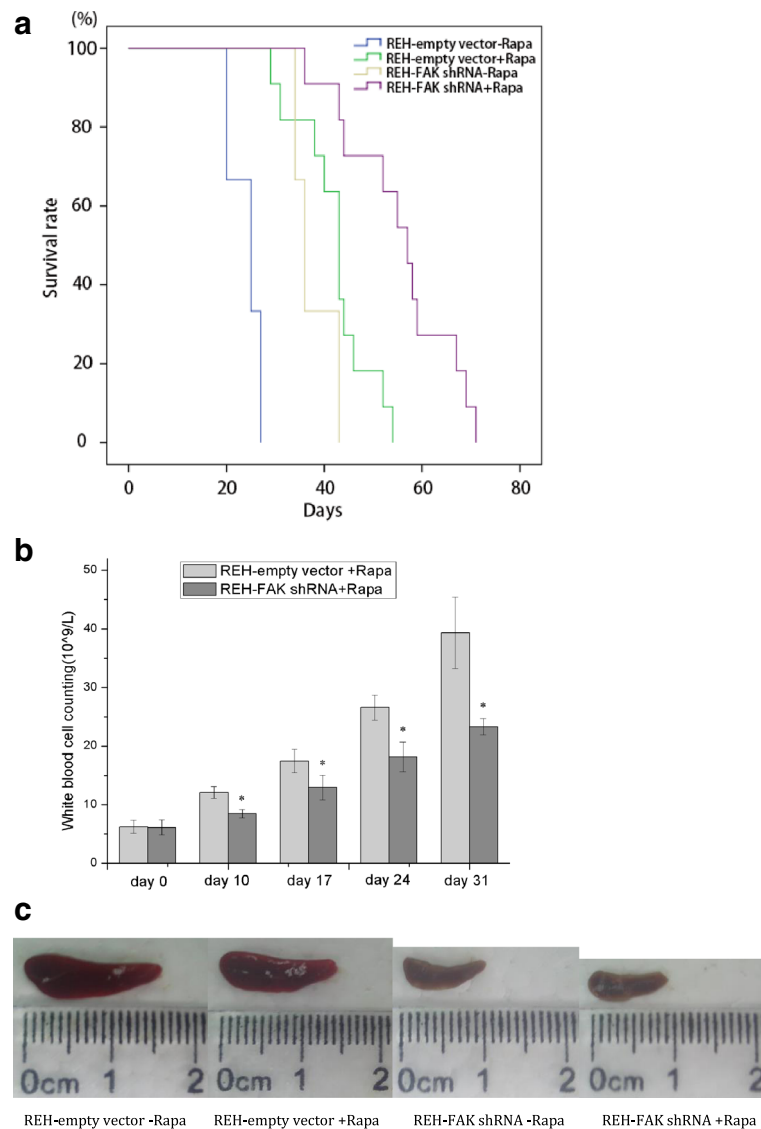 a
(%)
100
80
60
40
20
0
Survival rate
REH-empty vector-Rapa
REH-empty vector+Rapa
REH-FAK shRNA-Rapa
REH-FAK shRNA+Rapa
0 20 40 60 80
Days
b
50
40
30
20
10
0
White blood cell counting(10^9/L)
REH-empty vector +Rapa
REH-FAK shRNA+Rapa
*
*
*
*
day 0 day 10 day 17 day 24 day 31
c
0cm 1 2
0cm 1 2
0cm 1 2
0cm 1 2
REH-empty vector -Rapa
REH-empty vector +Rapa
REH-FAK shRNA -Rapa
REH-FAK shRNA +Rapa